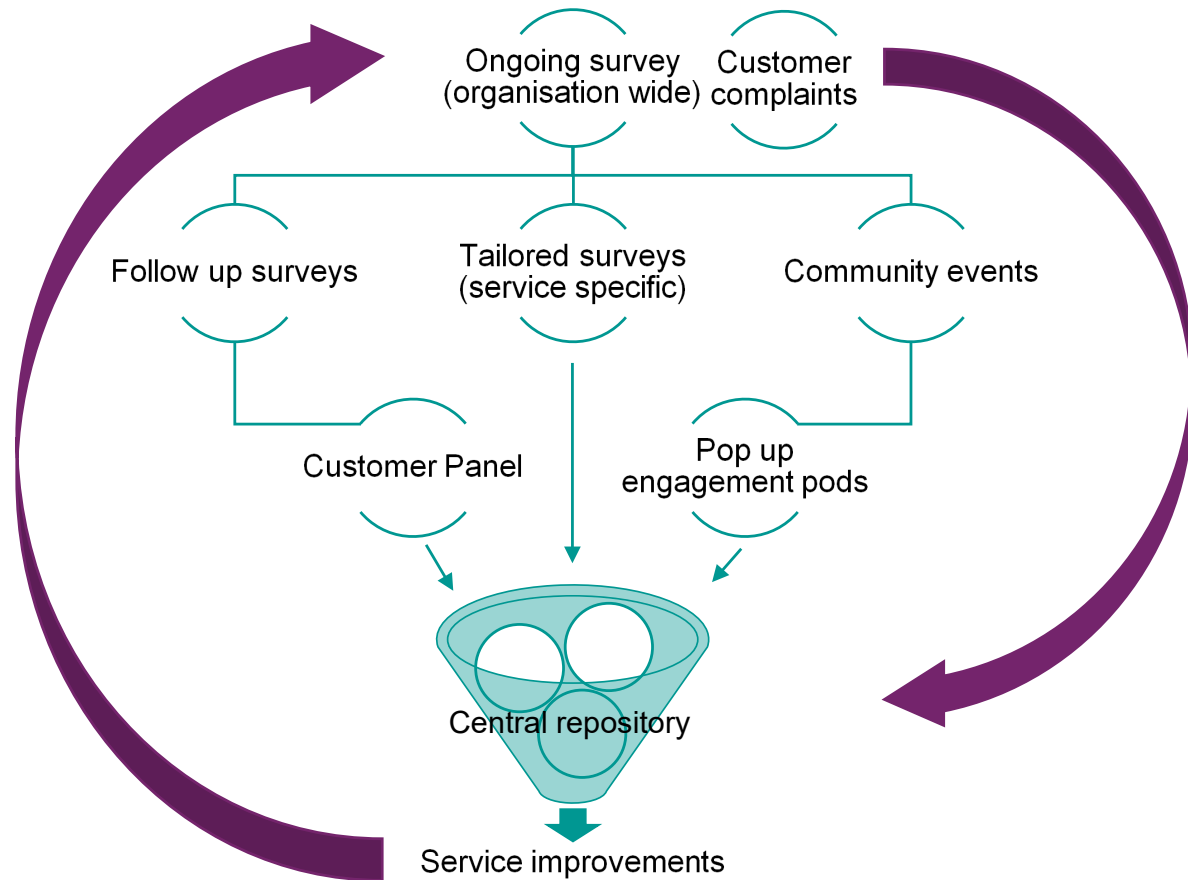 Ongoing survey
(organisation wide)
Customer
complaints
Follow up surveys
Tailored surveys
(service specific)
Community events
Customer Panel
Pop up
engagement pods
Central repository
Service improvements